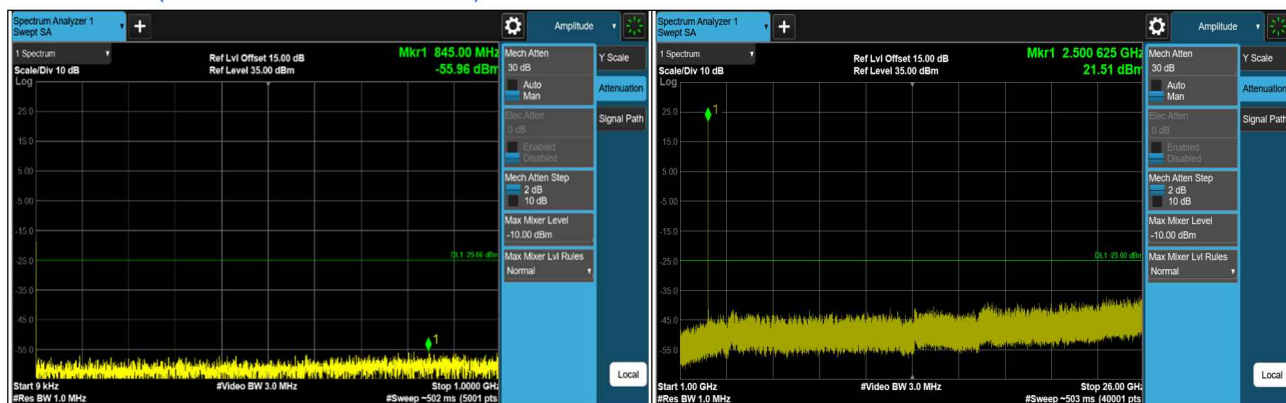 Spectrum Analyzer 1
Swept SA
+
Amplitude
1 Spectrum
Scale/Div 10 dB
Log
Ref Lvl Offset 15.00 dB
Ref Level 35.00 dBm
Mkr1 845.00 MHz
-55.96 dBm
25.0
15.0
5.00
-5.00
-15.0
-25.0
-35.0
-45.0
-55.0
DL1 -25.00 dBm
1
Start 9 kHz
#Res BW 1.0 MHz
#Video BW 3.0 MHz
Stop 1.0000 GHz
#Sweep ~502 ms (5001 pts
Mech Atten
30 dB
Auto
Man
Elec Atten
0 dB
Enabled
Disabled
Mech Atten Step
2 dB
10 dB
Max Mixer Level
-10.00 dBm
Max Mixer Lvl Rules
Normal
Y Scale
Attenuation
Signal Path
Local
Spectrum Analyzer 1
Swept SA
+
Amplitude
1 Spectrum
Scale/Div 10 dB
Log
Ref Lvl Offset 15.00 dB
Ref Level 35.00 dBm
Mkr1 2.500 625 GHz
21.51 dBm
25.0
15.0
5.00
-5.00
-15.0
-25.0
-35.0
-45.0
-55.0
DL1 -25.00 dBm
1
Start 1.00 GHz
#Res BW 1.0 MHz
#Video BW 3.0 MHz
Stop 26.00 GHz
#Sweep ~503 ms (40001 pts
Mech Atten
30 dB
Auto
Man
Elec Atten
0 dB
Enabled
Disabled
Mech Atten Step
2 dB
10 dB
Max Mixer Level
-10.00 dBm
Max Mixer Lvl Rules
Normal
Y Scale
Attenuation
Signal Path
Local